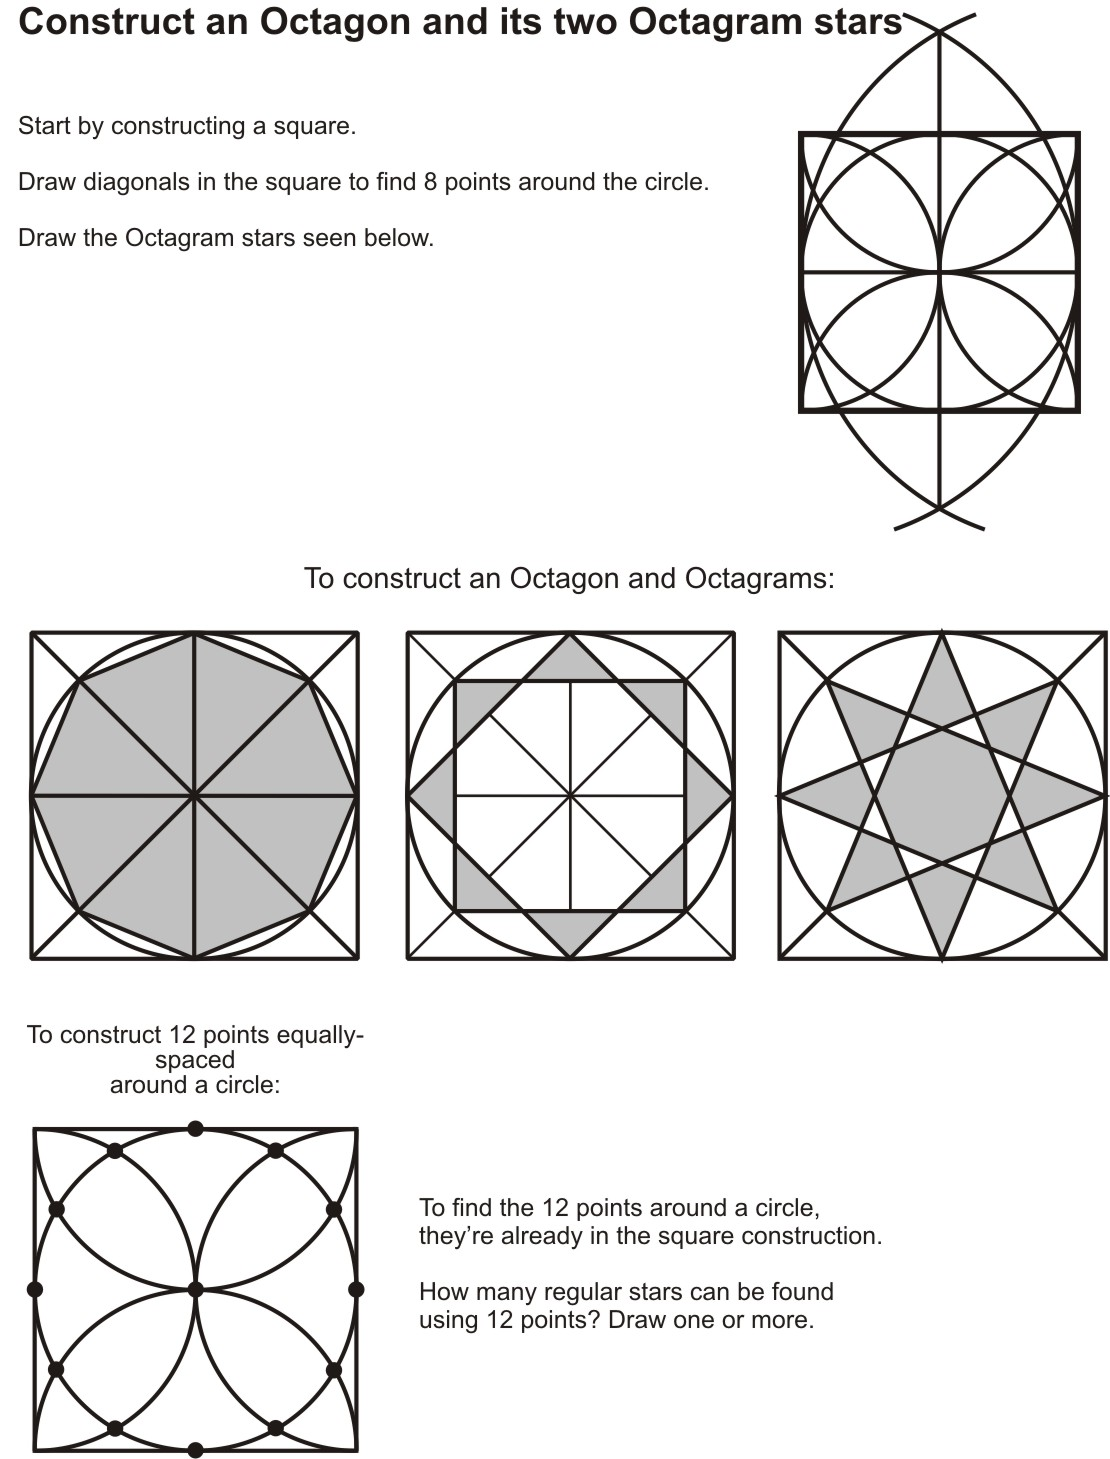 Construct an Octagon and its two Octagram stars
Start by constructing a square.
Draw diagonals in the square to find 8 points around the circle.
Draw the Octagram stars seen below.
To construct an Octagon and Octagrams:
To construct 12 points equally-
spaced
around a circle:
To find the 12 points around a circle,
they’re already in the square construction.
How many regular stars can be found
using 12 points? Draw one or more.